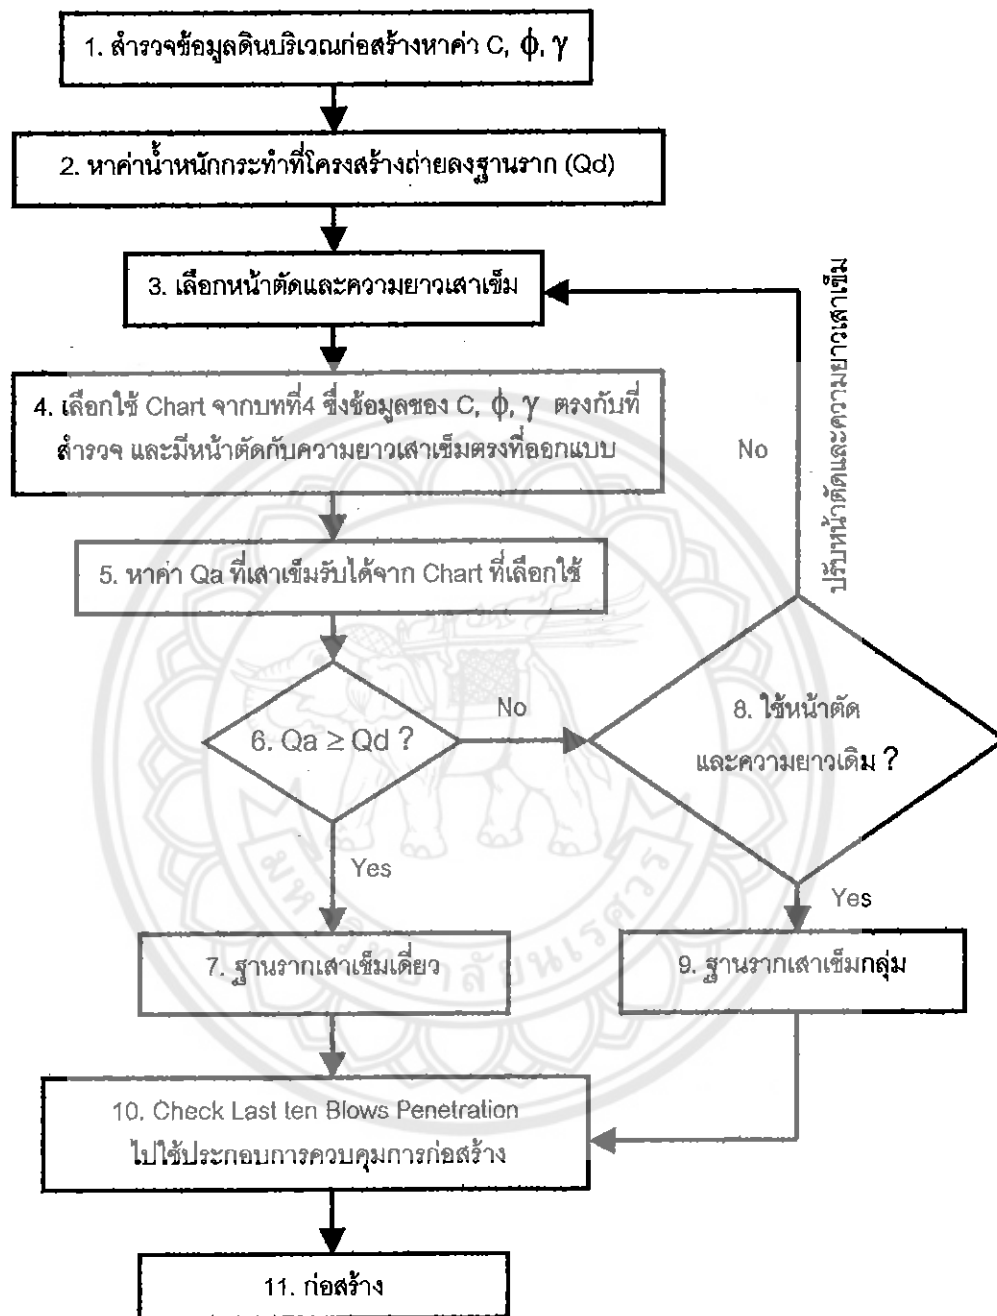 1. สำรวจข้อมูลดินบริเวณก่อสร้างหาค่า C, ϕ, γ
2. หาค่าน้ำหนักกระทำที่โครงสร้างถ่ายลงฐานราก (Qd)
3. เลือกหน้าตัดและความยาวเสาเข็ม
ปรับหน้าตัดและความยาวเสาเข็ม
4. เลือกใช้ Chart จากบทที่4 ซึ่งข้อมูลของ C, ϕ, γ ตรงกับที่
สำรวจ และมีหน้าตัดกับความยาวเสาเข็มตรงที่ออกแบบ
No
5. หาค่า Qa ที่เสาเข็มรับได้จาก Chart ที่เลือกใช้
6. Qa ≥ Qd ?
No
8. ใช้หน้าตัด
และความยาวเดิม ?
Yes
Yes
7. ฐานรากเสาเข็มเดี่ยว
9. ฐานรากเสาเข็มกลุ่ม
10. Check Last ten Blows Penetration
ไปใช้ประกอบการควบคุมการก่อสร้าง
11. ก่อสร้าง
มหาวิทยาลัยนเรศวร